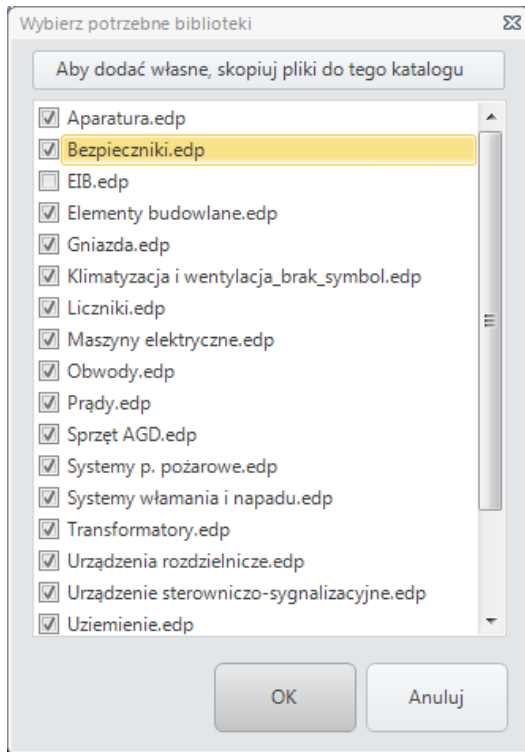 Wybierz potrzebne biblioteki
Aby dodać własne, skopiuj pliki do tego katalogu
Aparatura.edp
Bezpieczniki.edp
EIB.edp
Elementy budowlane.edp
Gniazda.edp
Klimatyzacja i wentylacja_brak_symbol.edp
Liczniki.edp
Maszyny elektryczne.edp
Obwody.edp
Prądy.edp
Sprzęt AGD.edp
Systemy p. pożarowe.edp
Systemy włamania i napadu.edp
Transformatory.edp
Urządzenia rozdzielnicze.edp
Urządzenie sterowniczo-sygnalizacyjne.edp
Uziemienie.edp
OK Anuluj